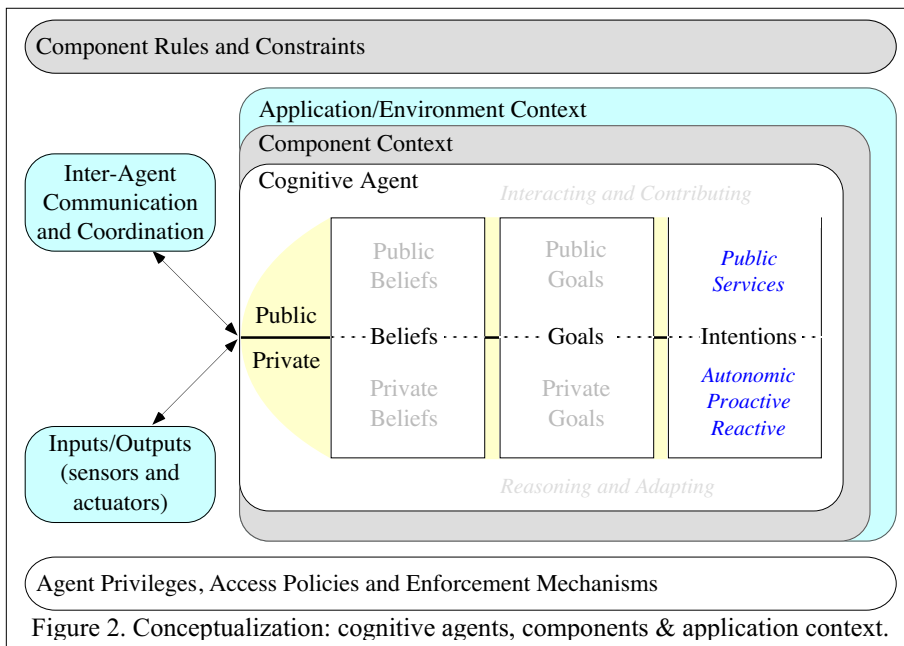 Component Rules and Constraints
Application/Environment Context
Component Context
Cognitive Agent
Interacting and Contributing
Inter-Agent
Communication
and Coordination
Public
Beliefs
Public
Goals
Public
Services
Public
Beliefs
Goals
Intentions
Private
Private
Beliefs
Private
Goals
Autonomic
Proactive
Reactive
Inputs/Outputs
(sensors and
actuators)
Reasoning and Adapting
Agent Privileges, Access Policies and Enforcement Mechanisms
Figure 2. Conceptualization: cognitive agents, components & application context.